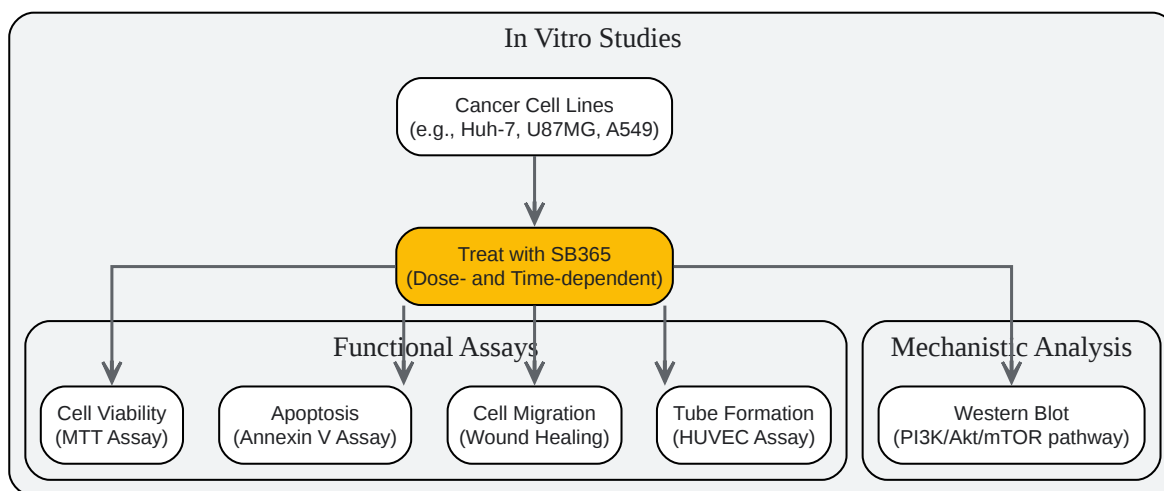 In Vitro Studies
Cancer Cell Lines
(e.g., Huh-7, U87MG, A549)
Treat with SB365
(Dose- and Time-dependent)
Functional Assays
Mechanistic Analysis
Cell Viability
(MTT Assay)
Apoptosis
(Annexin V Assay)
Cell Migration
(Wound Healing)
Tube Formation
(HUVEC Assay)
Western Blot
(PI3K/Akt/mTOR pathway)